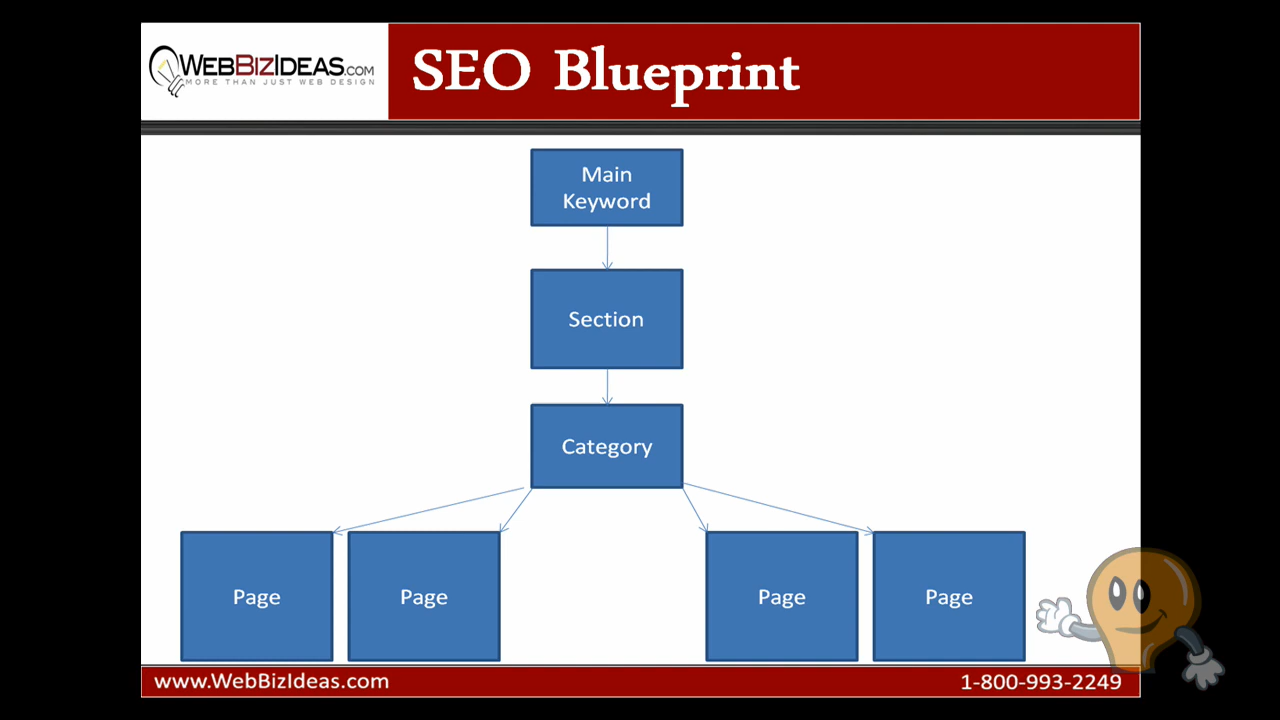 WEBBIZIDEAS.COM
MORE THAN JUST WEB DESIGN
SEO Blueprint
Main
Keyword
Section
Category
Page
Page
Page
Page
www.WebBizIdeas.com
1-800-993-2249